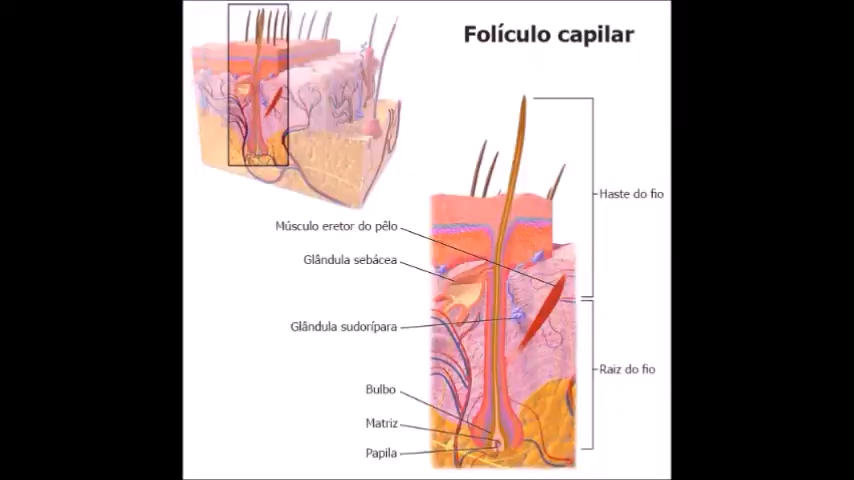 Folículo capilar
Haste do fio
Músculo eretor do pêlo
Glândula sebácea
Glândula sudorípara
Raiz do fio
Bulbo
Matriz
Papila